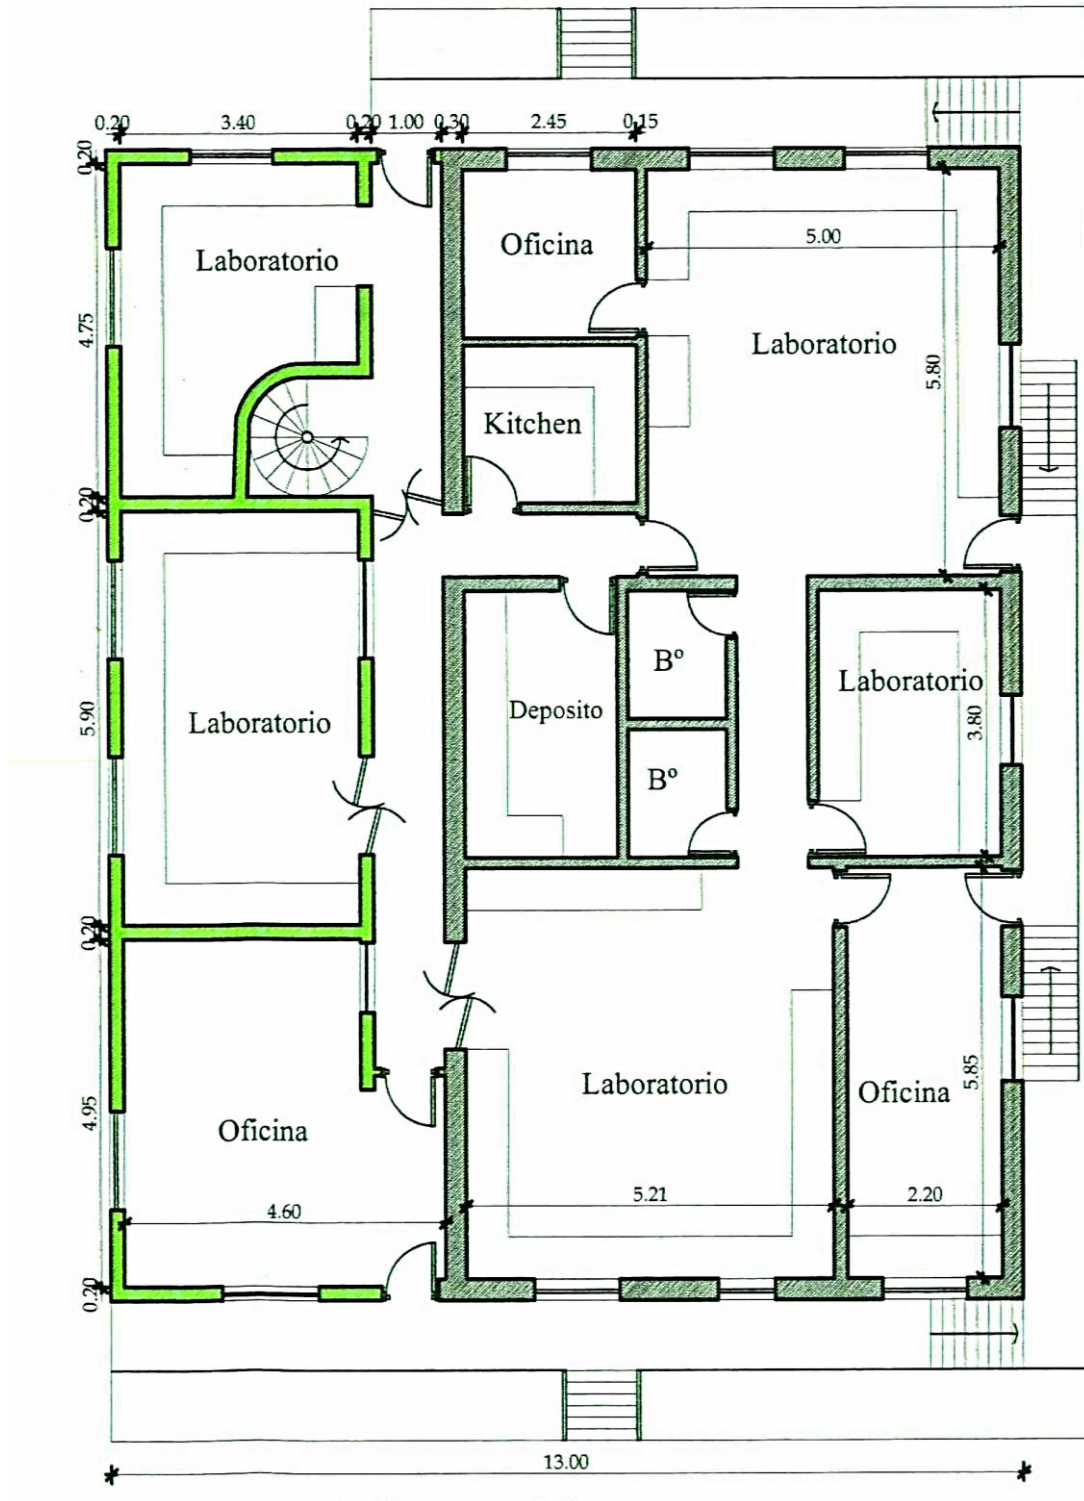 0.20 3.40 0.20 1.00 0.30 2.45 0.15
0.20
Oficina
5.00
Laboratorio
4.75
Laboratorio
5.80
Kitchen
0.20
Bº
Laboratorio
5.90
Laboratorio
Deposito
3.80
Bº
0.20
4.95
Oficina
Laboratorio
Oficina
5.85
4.60
5.21
2.20
0.20
13.00